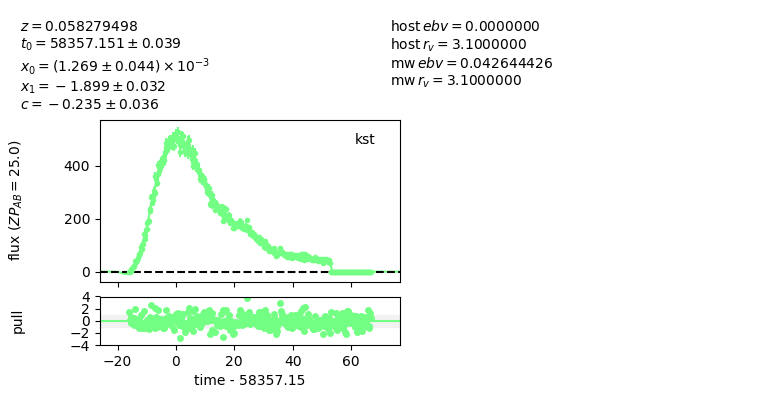 z = 0.058279498
t₀ = 58357.151 ± 0.039
x₀ = (1.269 ± 0.044) × 10⁻³
x₁ = −1.899 ± 0.032
c = −0.235 ± 0.036
host ebv = 0.0000000
host r_v = 3.1000000
mw ebv = 0.042644426
mw r_v = 3.1000000
kst
flux (ZP_AB = 25.0)
400
200
0
pull
4
2
0
−2
−4
−20 0 20 40 60
time - 58357.15